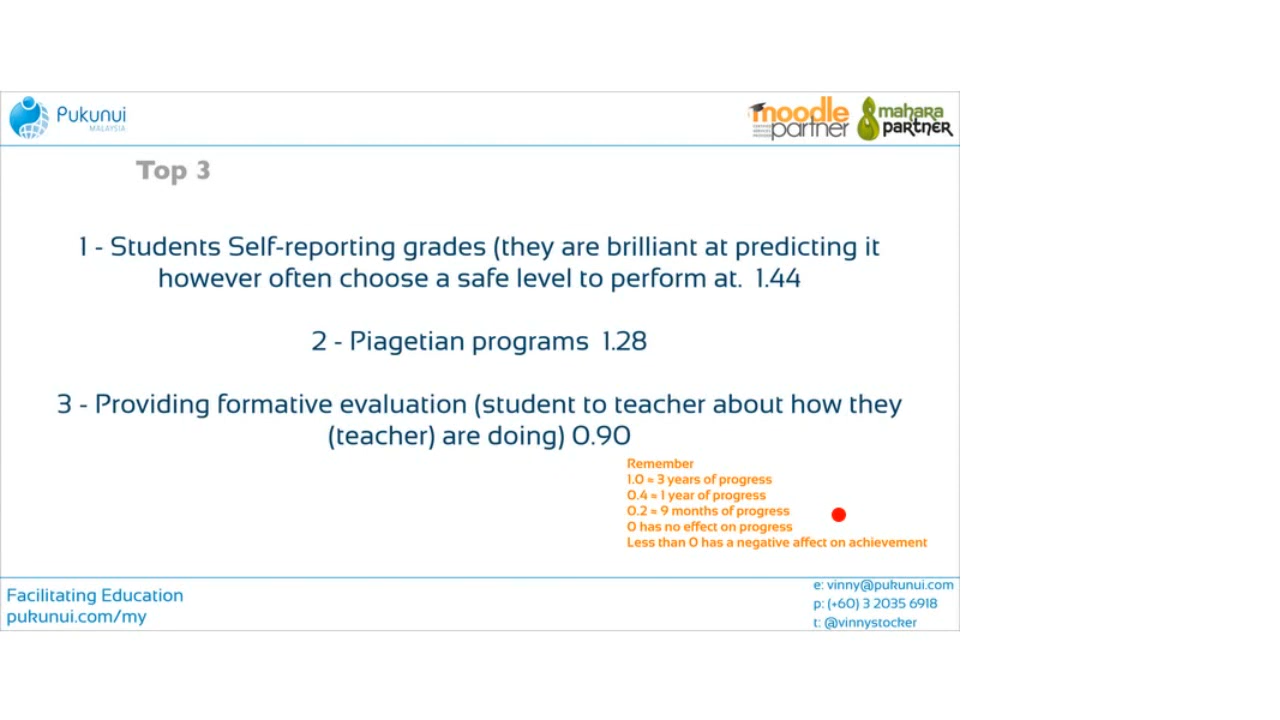 Pukunui
MALAYSIA
moodle
partner
mahara
partner
Top 3
1 - Students Self-reporting grades (they are brilliant at predicting it
however often choose a safe level to perform at.  1.44
2 - Piagetian programs  1.28
3 - Providing formative evaluation (student to teacher about how they
(teacher) are doing) 0.90
Remember
1.0 ≈ 3 years of progress
0.4 ≈ 1 year of progress
0.2 ≈ 9 months of progress
0 has no effect on progress
Less than 0 has a negative affect on achievement
Facilitating Education
pukunui.com/my
e: vinny@pukunui.com
p: (+60) 3 2035 6918
t: @vinnystocker